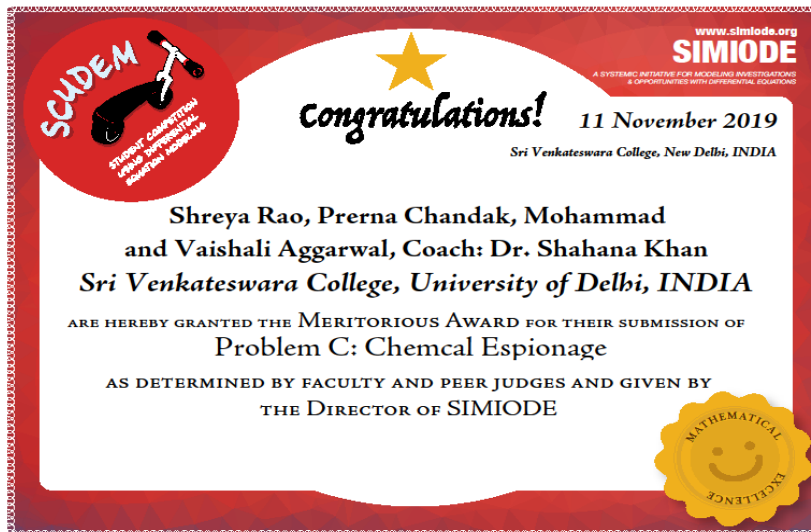 SCUDEM
STUDENT COMPETITION
USING DIFFERENTIAL
EQUATION MODELING
www.simiode.org
SIMIODE
A SYSTEMIC INITIATIVE FOR MODELING INVESTIGATIONS
& OPPORTUNITIES WITH DIFFERENTIAL EQUATIONS
Congratulations!
11 November 2019
Sri Venkateswara College, New Delhi, INDIA
Shreya Rao, Prerna Chandak, Mohammad
and Vaishali Aggarwal, Coach: Dr. Shahana Khan
Sri Venkateswara College, University of Delhi, INDIA
ARE HEREBY GRANTED THE MERITORIOUS AWARD FOR THEIR SUBMISSION OF
Problem C: Chemcal Espionage
AS DETERMINED BY FACULTY AND PEER JUDGES AND GIVEN BY
THE DIRECTOR OF SIMIODE
MATHEMATICAL
EXCELLENCE